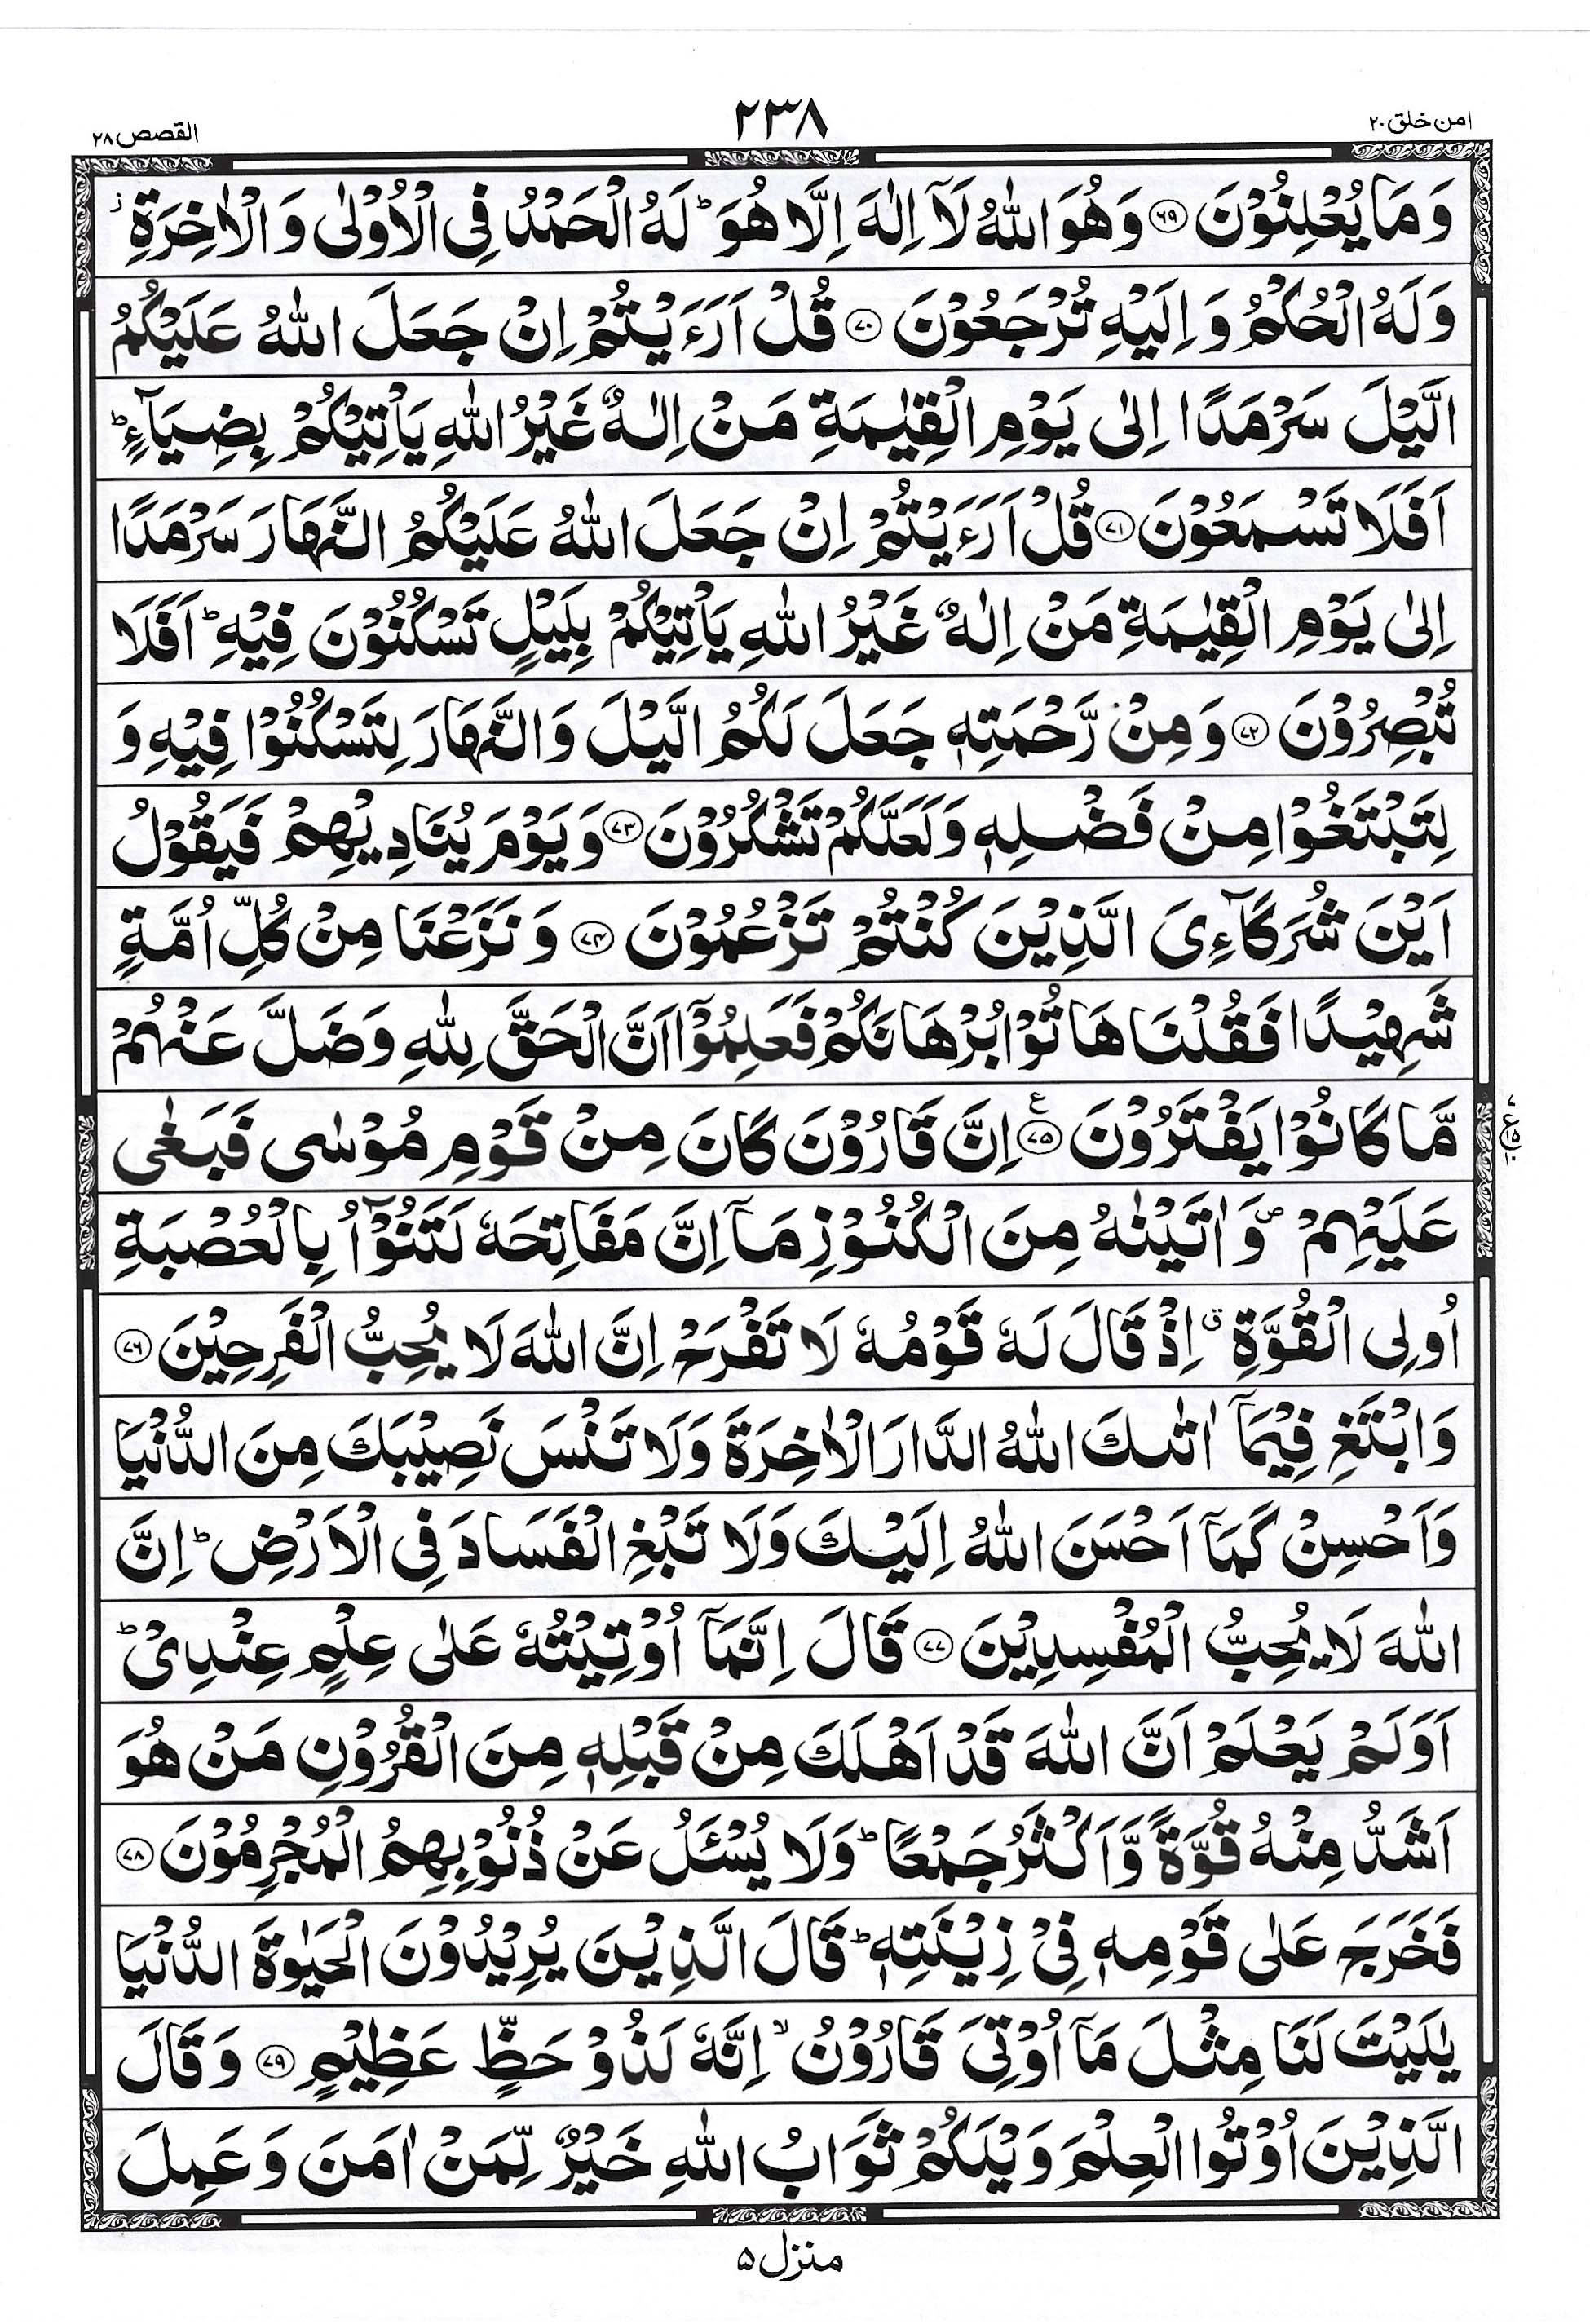 امن خلق ٢٠
٢٣٨
القصص ٢٨
وَمَا يُعْلِنُوْنَ ﴿٦٩﴾ وَهُوَ اللّٰهُ لَآ اِلٰهَ اِلَّا هُوَ ؕ لَهُ الْحَمْدُ فِى الْاُوْلٰى وَ الْاٰخِرَةِ ز
وَلَهُ الْحُكْمُ وَ اِلَيْهِ تُرْجَعُوْنَ ﴿٧٠﴾ قُلْ اَرَءَيْتُمْ اِنْ جَعَلَ اللّٰهُ عَلَيْكُمُ
الَّيْلَ سَرْمَدًا اِلٰى يَوْمِ الْقِيٰمَةِ مَنْ اِلٰهٌ غَيْرُ اللّٰهِ يَاْتِيْكُمْ بِضِيَآءٍ ؕ
اَفَلَا تَسْمَعُوْنَ ﴿٧١﴾ قُلْ اَرَءَيْتُمْ اِنْ جَعَلَ اللّٰهُ عَلَيْكُمُ النَّهَارَ سَرْمَدًا
اِلٰى يَوْمِ الْقِيٰمَةِ مَنْ اِلٰهٌ غَيْرُ اللّٰهِ يَاْتِيْكُمْ بِلَيْلٍ تَسْكُنُوْنَ فِيْهِ ؕ اَفَلَا
تُبْصِرُوْنَ ﴿٧٢﴾ وَمِنْ رَّحْمَتِهٖ جَعَلَ لَكُمُ الَّيْلَ وَالنَّهَارَ لِتَسْكُنُوْا فِيْهِ وَ
لِتَبْتَغُوْا مِنْ فَضْلِهٖ وَلَعَلَّكُمْ تَشْكُرُوْنَ ﴿٧٣﴾ وَيَوْمَ يُنَادِيْهِمْ فَيَقُوْلُ
اَيْنَ شُرَكَآءِىَ الَّذِيْنَ كُنْتُمْ تَزْعُمُوْنَ ﴿٧٤﴾ وَنَزَعْنَا مِنْ كُلِّ اُمَّةٍ
شَهِيْدًا فَقُلْنَا هَاتُوْا بُرْهَانَكُمْ فَعَلِمُوْۤا اَنَّ الْحَقَّ لِلّٰهِ وَضَلَّ عَنْهُمْ
مَّا كَانُوْا يَفْتَرُوْنَ ﴿٧٥﴾ ع اِنَّ قَارُوْنَ كَانَ مِنْ قَوْمِ مُوْسٰى فَبَغٰى
عَلَيْهِمْ ص وَاٰتَيْنٰهُ مِنَ الْكُنُوْزِ مَآ اِنَّ مَفَاتِحَهٗ لَتَنُوْٓاُ بِالْعُصْبَةِ
اُولِى الْقُوَّةِ ق اِذْ قَالَ لَهٗ قَوْمُهٗ لَا تَفْرَحْ اِنَّ اللّٰهَ لَا يُحِبُّ الْفَرِحِيْنَ ﴿٧٦﴾
وَابْتَغِ فِيْمَآ اٰتٰىكَ اللّٰهُ الدَّارَ الْاٰخِرَةَ وَلَا تَنْسَ نَصِيْبَكَ مِنَ الدُّنْيَا
وَاَحْسِنْ كَمَآ اَحْسَنَ اللّٰهُ اِلَيْكَ وَلَا تَبْغِ الْفَسَادَ فِى الْاَرْضِ ؕ اِنَّ
اللّٰهَ لَا يُحِبُّ الْمُفْسِدِيْنَ ﴿٧٧﴾ قَالَ اِنَّمَآ اُوْتِيْتُهٗ عَلٰى عِلْمٍ عِنْدِىْ ؕ
اَوَلَمْ يَعْلَمْ اَنَّ اللّٰهَ قَدْ اَهْلَكَ مِنْ قَبْلِهٖ مِنَ الْقُرُوْنِ مَنْ هُوَ
اَشَدُّ مِنْهُ قُوَّةً وَّاَكْثَرُ جَمْعًا ؕ وَلَا يُسْئَلُ عَنْ ذُنُوْبِهِمُ الْمُجْرِمُوْنَ ﴿٧٨﴾
فَخَرَجَ عَلٰى قَوْمِهٖ فِىْ زِيْنَتِهٖ ؕ قَالَ الَّذِيْنَ يُرِيْدُوْنَ الْحَيٰوةَ الدُّنْيَا
يٰلَيْتَ لَنَا مِثْلَ مَآ اُوْتِىَ قَارُوْنُ ۙ اِنَّهٗ لَذُوْ حَظٍّ عَظِيْمٍ ﴿٧٩﴾ وَقَالَ
الَّذِيْنَ اُوْتُوا الْعِلْمَ وَيْلَكُمْ ثَوَابُ اللّٰهِ خَيْرٌ لِّمَنْ اٰمَنَ وَعَمِلَ
منزل ٥